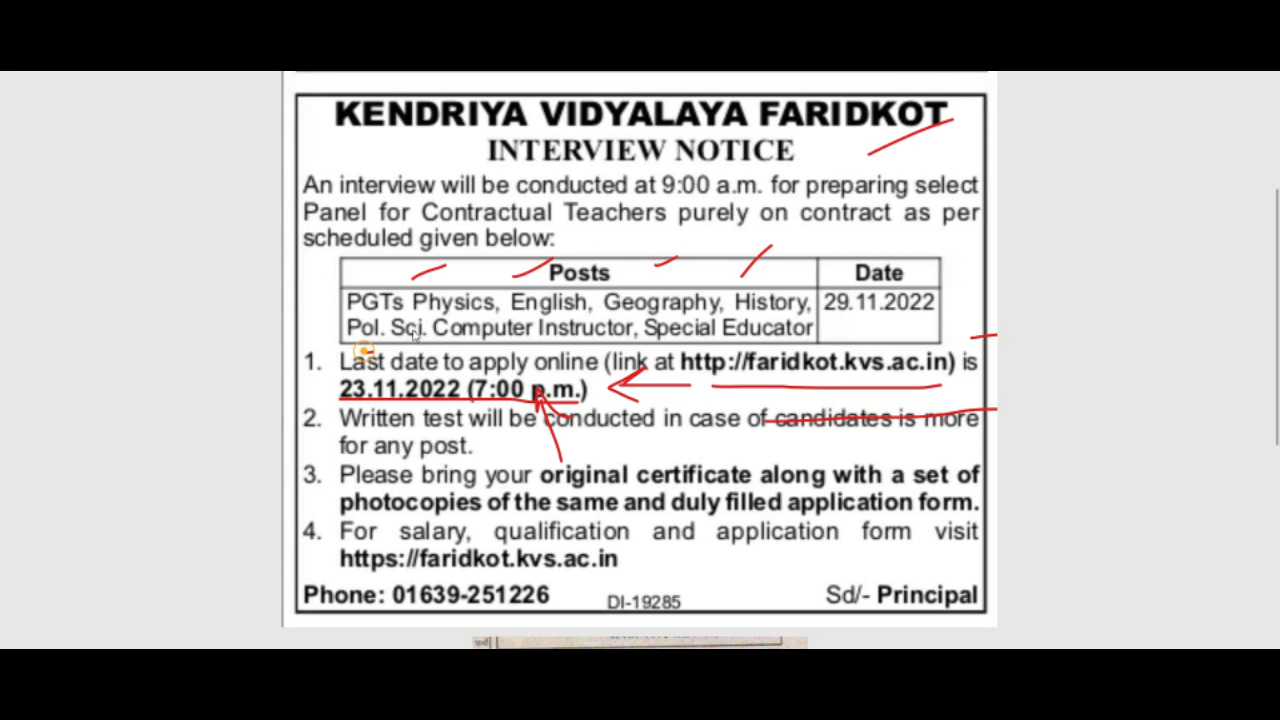 KENDRIYA VIDYALAYA FARIDKOT
INTERVIEW NOTICE
An interview will be conducted at 9:00 a.m. for preparing select
Panel for Contractual Teachers purely on contract as per
scheduled given below:
Posts Date
PGTs Physics, English, Geography, History, 29.11.2022
Pol. Sci. Computer Instructor, Special Educator
1. Last date to apply online (link at http://faridkot.kvs.ac.in) is
23.11.2022 (7:00 p.m.)
2. Written test will be conducted in case of candidates is more
for any post.
3. Please bring your original certificate along with a set of
photocopies of the same and duly filled application form.
4. For salary, qualification and application form visit
https://faridkot.kvs.ac.in
Phone: 01639-251226 DI-19285 Sd/- Principal